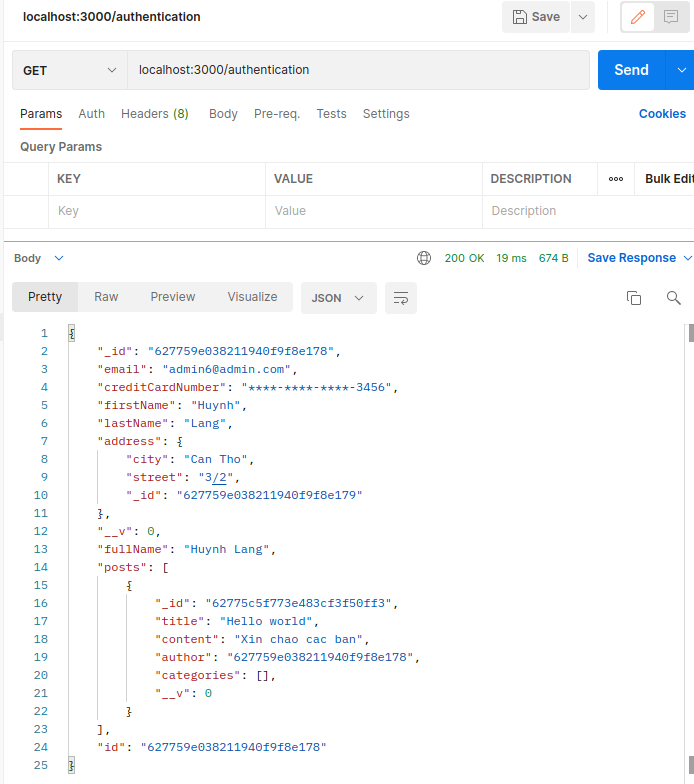 localhost:3000/authentication
Save
GET
localhost:3000/authentication
Send
Params Auth Headers (8) Body Pre-req. Tests Settings Cookies
Query Params
KEY VALUE DESCRIPTION ooo Bulk Edit
Key Value Description
Body 200 OK 19 ms 674 B Save Response
Pretty Raw Preview Visualize JSON
1 {
2 "_id": "627759e038211940f9f8e178",
3 "email": "admin6@admin.com",
4 "creditCardNumber": "****-****-****-3456",
5 "firstName": "Huynh",
6 "lastName": "Lang",
7 "address": {
8 "city": "Can Tho",
9 "street": "3/2",
10 "_id": "627759e038211940f9f8e179"
11 },
12 "__v": 0,
13 "fullName": "Huynh Lang",
14 "posts": [
15 {
16 "_id": "62775c5f773e483cf3f50ff3",
17 "title": "Hello world",
18 "content": "Xin chao cac ban",
19 "author": "627759e038211940f9f8e178",
20 "categories": [],
21 "__v": 0
22 }
23 ],
24 "id": "627759e038211940f9f8e178"
25 }